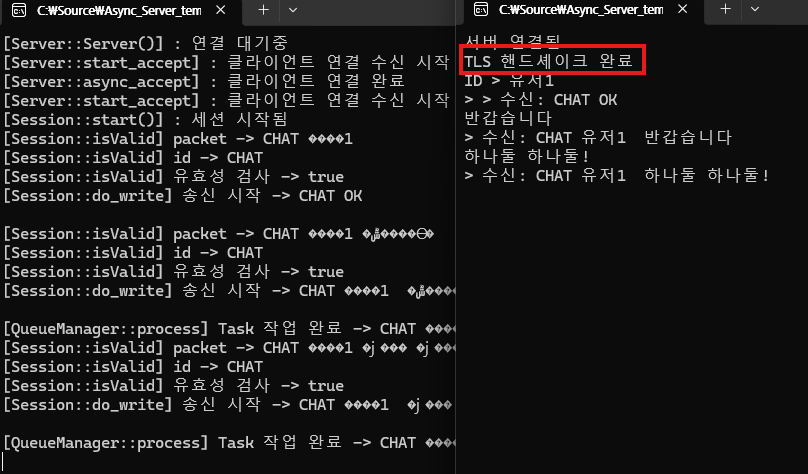 C:\Source\Async_Server_tem
[Server::Server()] : 연결 대기중
[Server::start_accept] : 클라이언트 연결 수신 시작
[Server::async_accept] : 클라이언트 연결 완료
[Server::start_accept] : 클라이언트 연결 수신 시작
[Session::start()] : 세션 시작됨
[Session::isValid] packet -> CHAT ����1
[Session::isValid] id -> CHAT
[Session::isValid] 유효성 검사 -> true
[Session::do_write] 송신 시작 -> CHAT OK
[Session::isValid] packet -> CHAT ����1
[Session::isValid] id -> CHAT
[Session::isValid] 유효성 검사 -> true
[Session::do_write] 송신 시작 -> CHAT ����1
[QueueManager::process] Task 작업 완료 -> CHAT ����
[Session::isValid] packet -> CHAT ����1 �j ��� �j ���
[Session::isValid] id -> CHAT
[Session::isValid] 유효성 검사 -> true
[Session::do_write] 송신 시작 -> CHAT ����1  �j ���
[QueueManager::process] Task 작업 완료 -> CHAT ����
C:\Source\Async_Server_tem
서버 연결됨
TLS 핸드셰이크 완료
ID > 유저1
> > 수신: CHAT OK
반갑습니다
> 수신: CHAT 유저1  반갑습니다
하나둘 하나둘!
> 수신: CHAT 유저1  하나둘 하나둘!